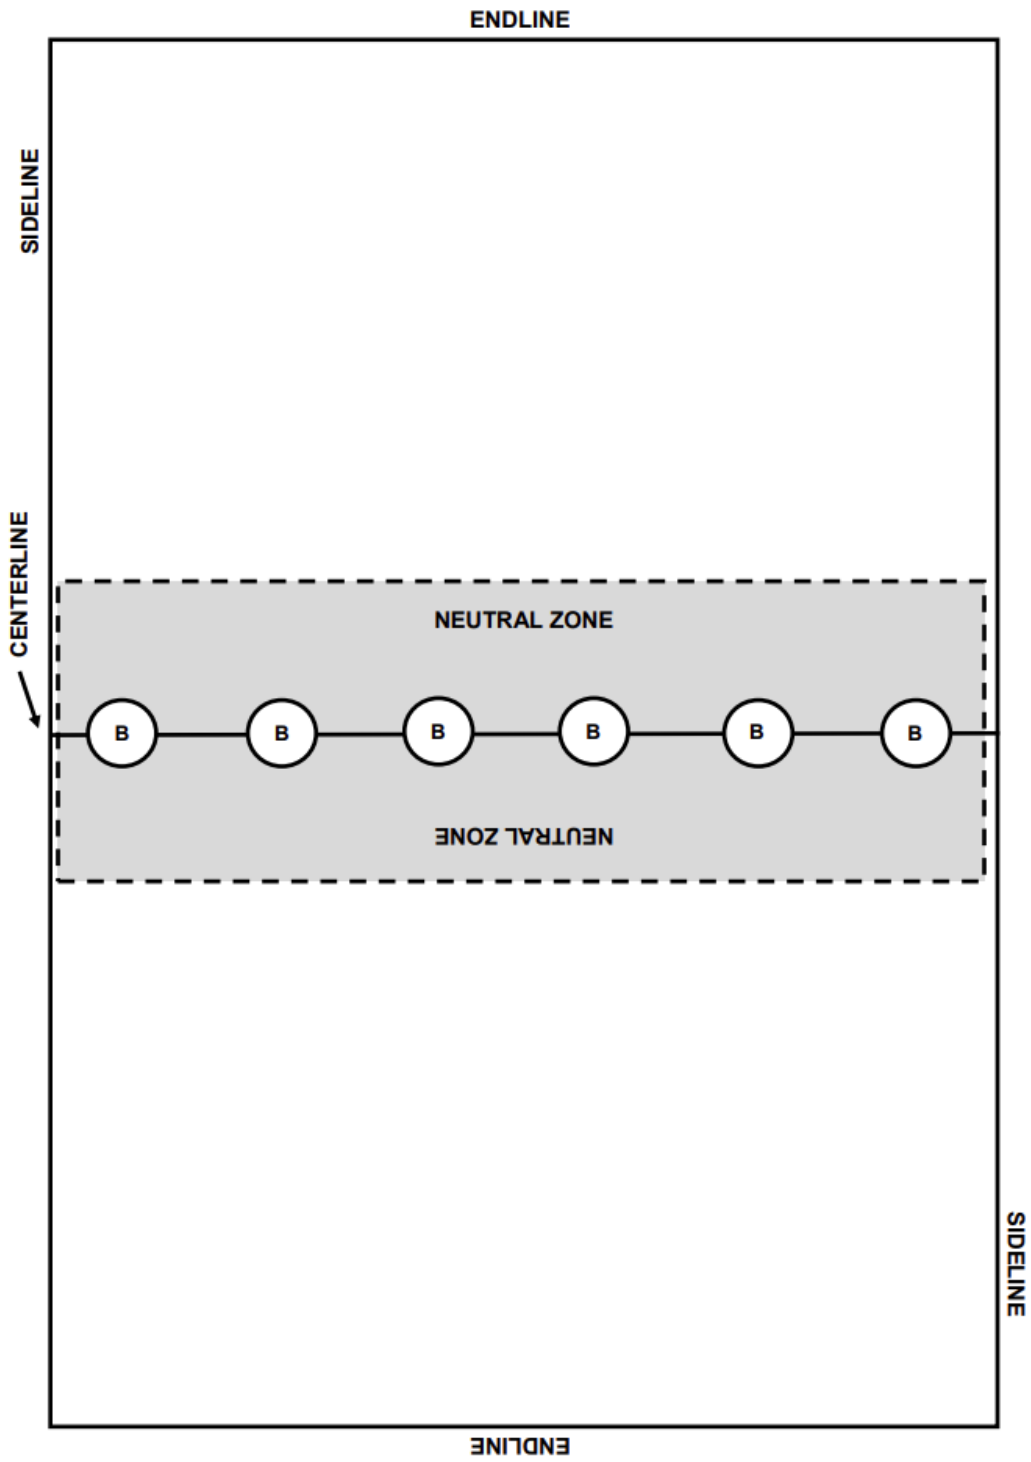 ENDLINE
SIDELINE
CENTERLINE
NEUTRAL ZONE
B B B B B B
NEUTRAL ZONE
SIDELINE
ENDLINE